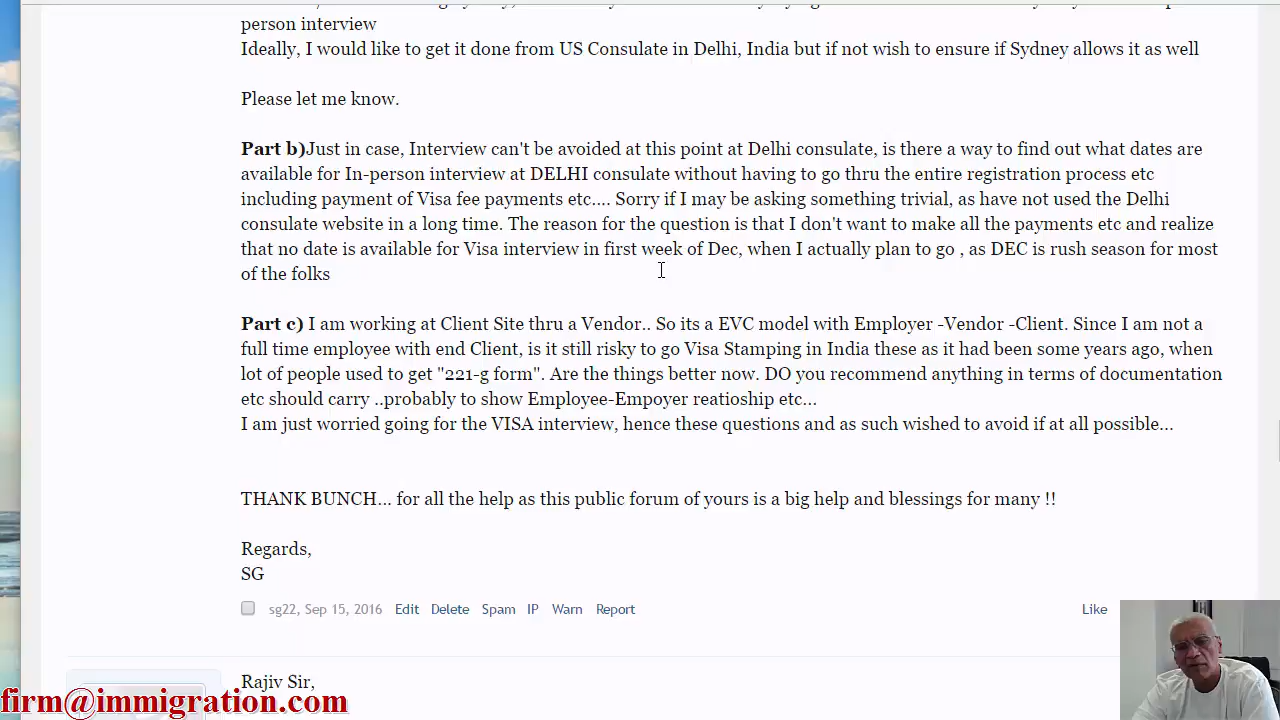 person interview
Ideally, I would like to get it done from US Consulate in Delhi, India but if not wish to ensure if Sydney allows it as well
Please let me know.
Part b)Just in case, Interview can't be avoided at this point at Delhi consulate, is there a way to find out what dates are
available for In-person interview at DELHI consulate without having to go thru the entire registration process etc
including payment of Visa fee payments etc.... Sorry if I may be asking something trivial, as have not used the Delhi
consulate website in a long time. The reason for the question is that I don't want to make all the payments etc and realize
that no date is available for Visa interview in first week of Dec, when I actually plan to go , as DEC is rush season for most
of the folks
Part c) I am working at Client Site thru a Vendor.. So its a EVC model with Employer -Vendor -Client. Since I am not a
full time employee with end Client, is it still risky to go Visa Stamping in India these as it had been some years ago, when
lot of people used to get "221-g form". Are the things better now. DO you recommend anything in terms of documentation
etc should carry ..probably to show Employee-Empoyer reatioship etc...
I am just worried going for the VISA interview, hence these questions and as such wished to avoid if at all possible...
THANK BUNCH... for all the help as this public forum of yours is a big help and blessings for many !!
Regards,
SG
sg22, Sep 15, 2016 Edit Delete Spam IP Warn Report Like
Rajiv Sir,
firm@immigration.com